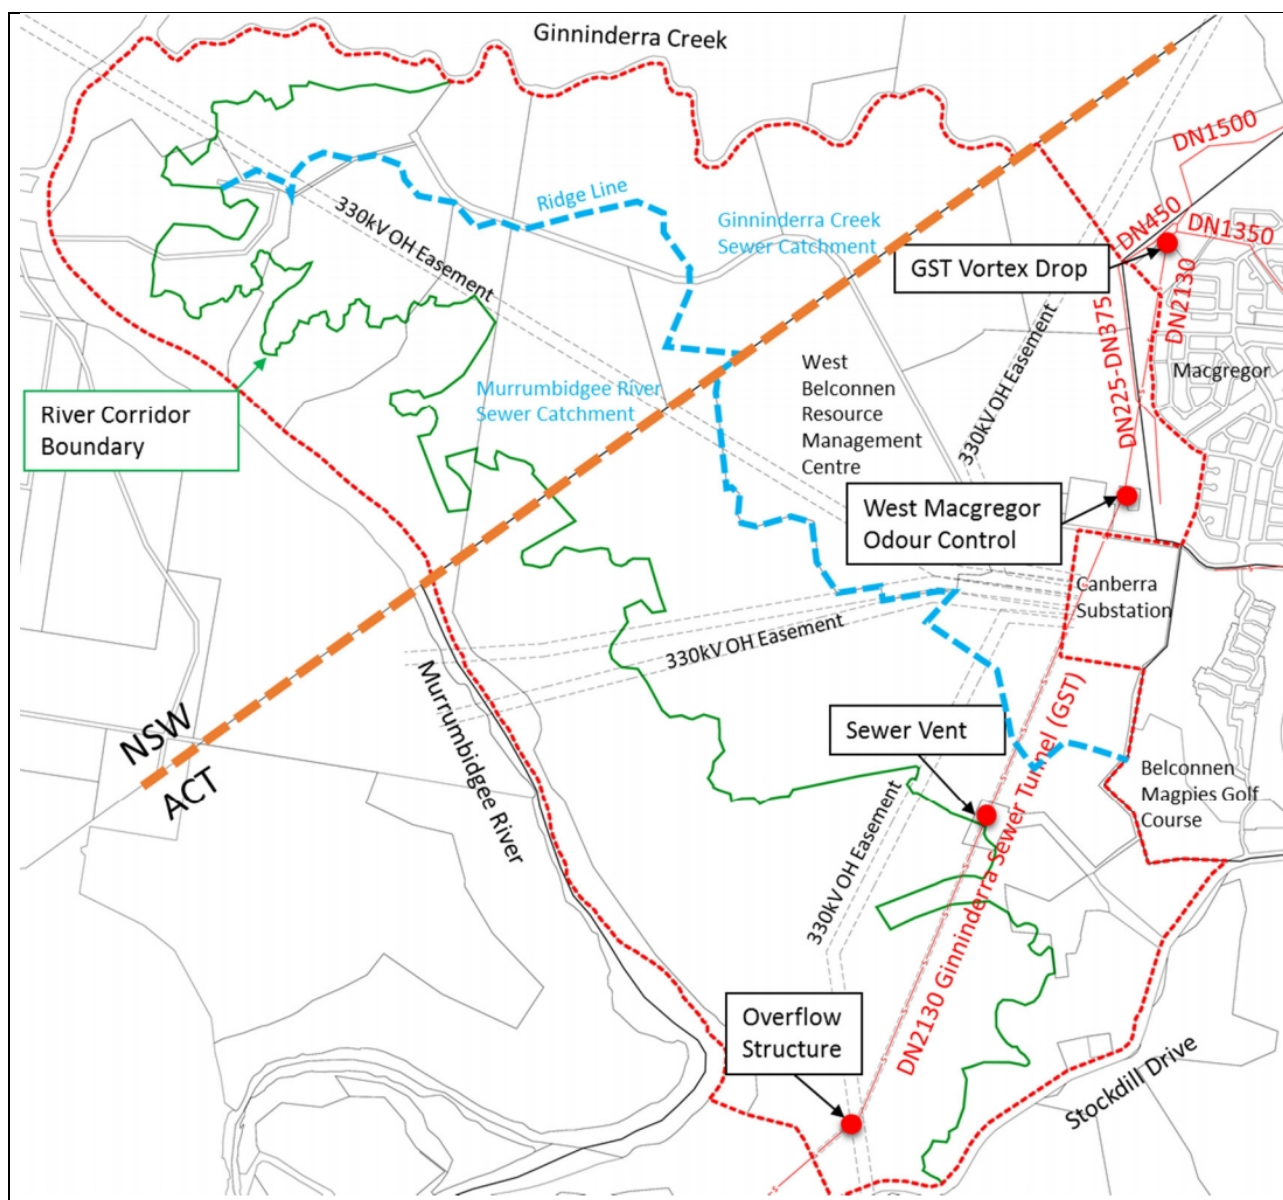 Ginninderra Creek
DN1500
Ridge Line
330kV OH Easement
Ginninderra Creek
Sewer Catchment
DN450
DN1350
GST Vortex Drop
DN2130
DN225-DN375
330kV OH Easement
Macgregor
West
Belconnen
Resource
Management
Centre
Murrumbidgee River
Sewer Catchment
River Corridor
Boundary
West Macgregor
Odour Control
Canberra
Substation
330kV OH Easement
NSW
ACT
Murrumbidgee River
Sewer Vent
DN2130 Ginninderra Sewer Tunnel (GST)
Belconnen
Magpies Golf
Course
330kV OH Easement
Overflow
Structure
Stockdill Drive